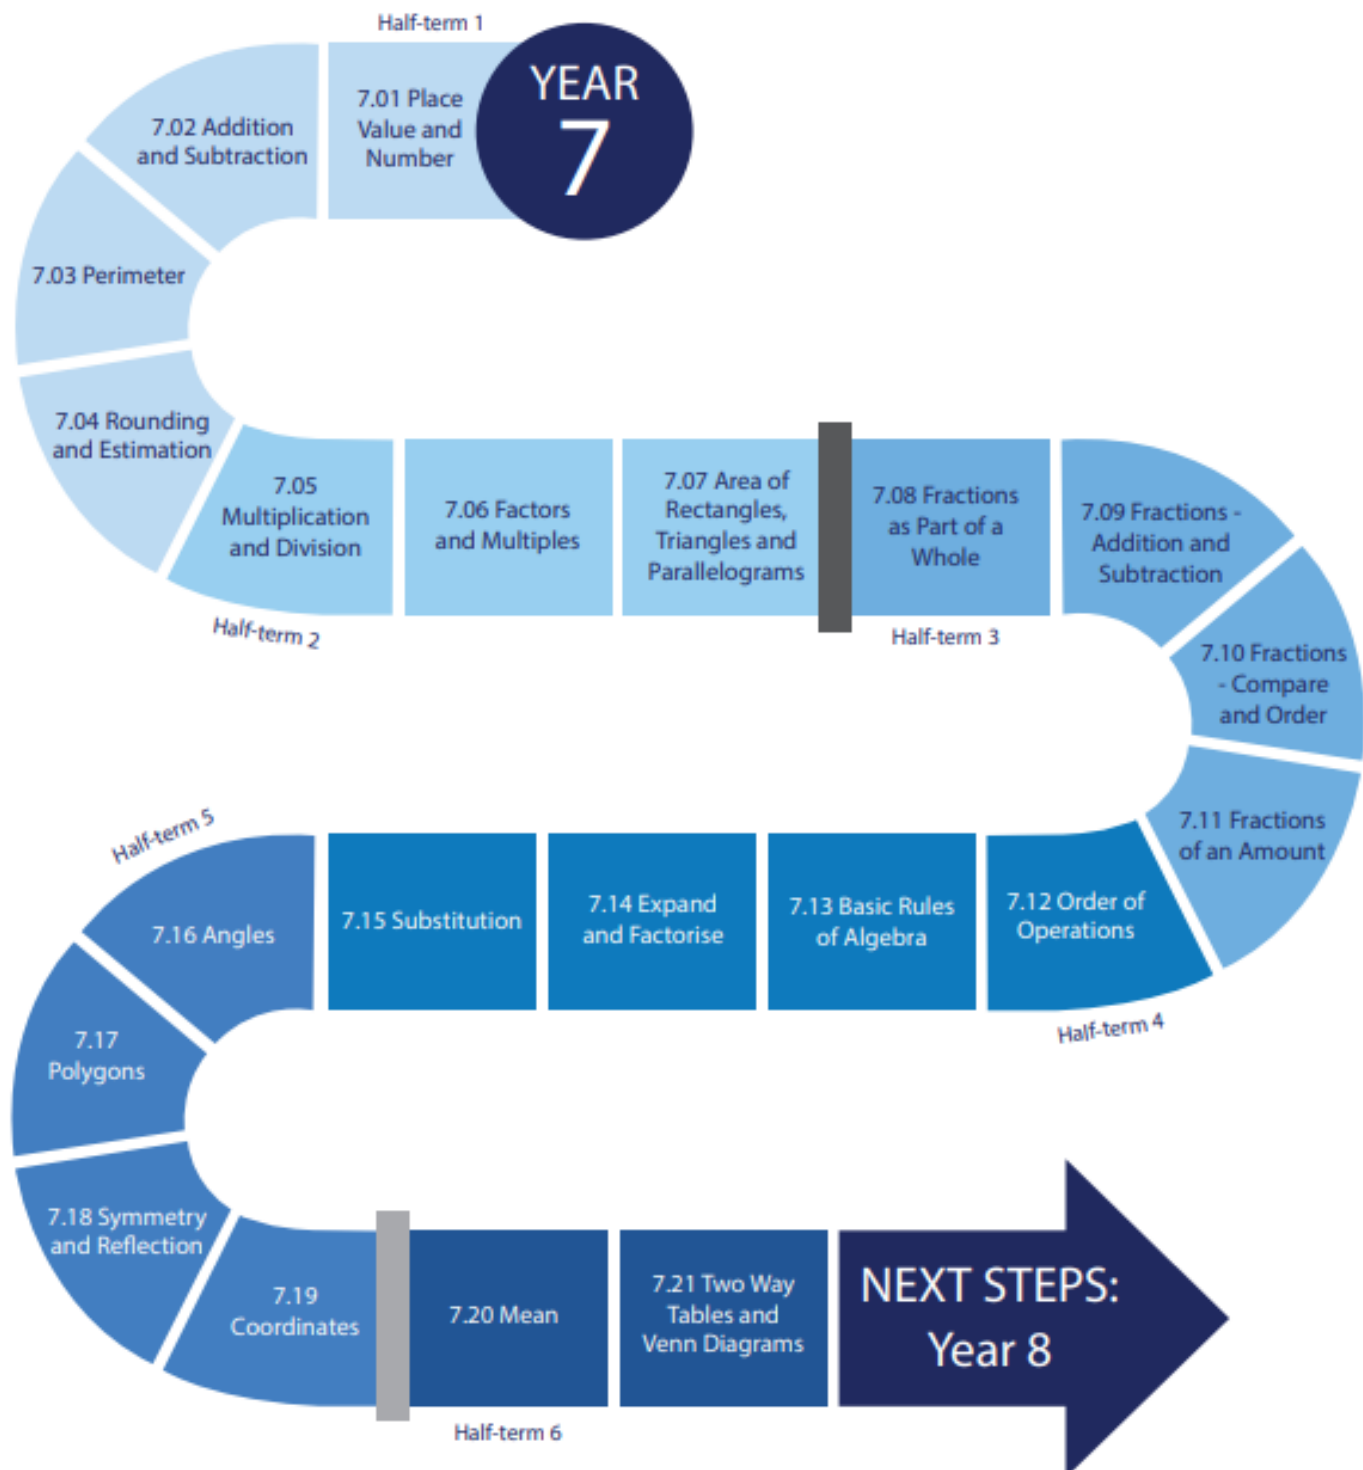 Half-term 1
YEAR
7
7.01 Place
Value and
Number
7.02 Addition
and Subtraction
7.03 Perimeter
7.04 Rounding
and Estimation
7.05
Multiplication
and Division
Half-term 2
7.06 Factors
and Multiples
7.07 Area of
Rectangles,
Triangles and
Parallelograms
7.08 Fractions
as Part of a
Whole
Half-term 3
7.09 Fractions -
Addition and
Subtraction
7.10 Fractions
- Compare
and Order
7.11 Fractions
of an Amount
7.12 Order of
Operations
Half-term 4
7.13 Basic Rules
of Algebra
7.14 Expand
and Factorise
7.15 Substitution
Half-term 5
7.16 Angles
7.17
Polygons
7.18 Symmetry
and Reflection
7.19
Coordinates
7.20 Mean
Half-term 6
7.21 Two Way
Tables and
Venn Diagrams
NEXT STEPS:
Year 8